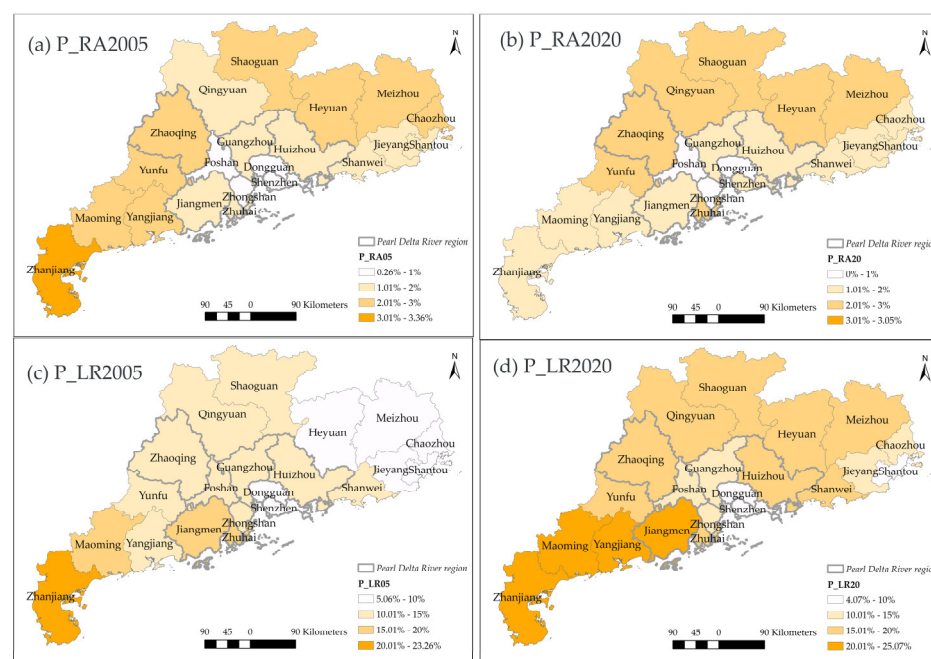 (a) P_RA2005
N
Shaoguan
Qingyuan
Meizhou
Heyuan
Chaozhou
Zhaoqing
Guangzhou
Huizhou
JieyangShantou
Foshan
Dongguan
Shanwei
Yunfu
Shenzhen
Jiangmen
Zhongshan
Zhuhai
Maoming
Yangjiang
Zhanjiang
Pearl Delta River region
P_RA05
0.26% - 1%
1.01% - 2%
2.01% - 3%
3.01% - 3.36%
90 45 0 90 Kilometers
(b) P_RA2020
N
Shaoguan
Qingyuan
Meizhou
Heyuan
Chaozhou
Zhaoqing
Guangzhou
Huizhou
JieyangShantou
Foshan
Dongguan
Shanwei
Yunfu
Shenzhen
Jiangmen
Zhongshan
Zhuhai
Maoming
Yangjiang
Zhanjiang
Pearl Delta River region
P_RA20
0% - 1%
1.01% - 2%
2.01% - 3%
3.01% - 3.05%
90 45 0 90 Kilometers
(c) P_LR2005
N
Shaoguan
Qingyuan
Meizhou
Heyuan
Chaozhou
Zhaoqing
Guangzhou
Huizhou
JieyangShantou
Foshan
Dongguan
Shanwei
Yunfu
Shenzhen
Jiangmen
Zhongshan
Zhuhai
Maoming
Yangjiang
Zhanjiang
Pearl Delta River region
P_LR05
5.06% - 10%
10.01% - 15%
15.01% - 20%
20.01% - 23.26%
90 45 0 90 Kilometers
(d) P_LR2020
N
Shaoguan
Qingyuan
Meizhou
Heyuan
Chaozhou
Zhaoqing
Guangzhou
Huizhou
JieyangShantou
Foshan
Dongguan
Shanwei
Yunfu
Shenzhen
Jiangmen
Zhongshan
Zhuhai
Maoming
Yangjiang
Zhanjiang
Pearl Delta River region
P_LR20
4.07% - 10%
10.01% - 15%
15.01% - 20%
20.01% - 25.07%
90 45 0 90 Kilometers